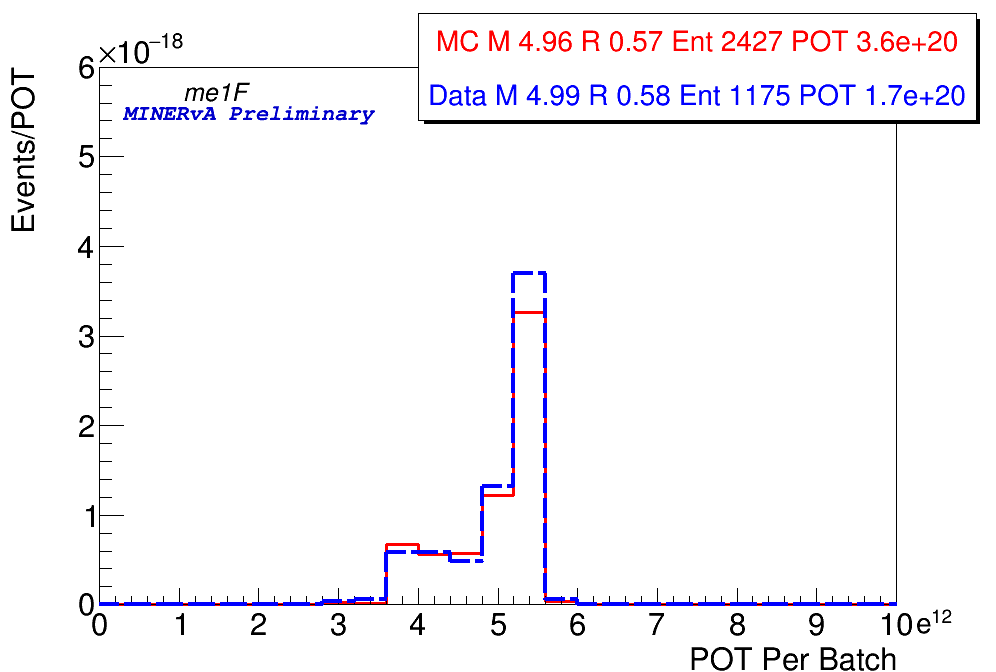 MC M 4.96 R 0.57 Ent 2427 POT 3.6e+20
Data M 4.99 R 0.58 Ent 1175 POT 1.7e+20
×10⁻¹⁸
me1F
MINERνA Preliminary
Events/POT
6
5
4
3
2
1
0
0 1 2 3 4 5 6 7 8 9 10 e12
POT Per Batch